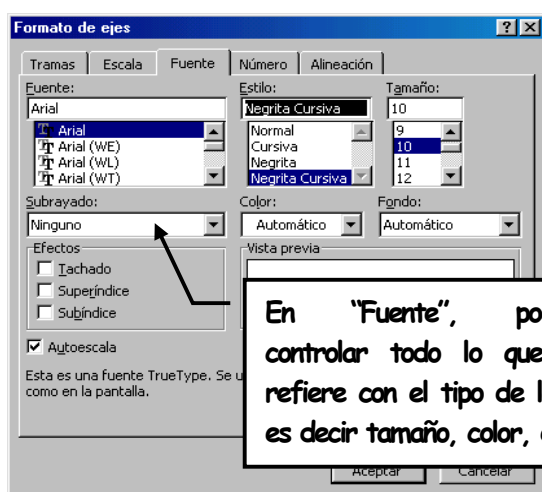 Formato de ejes
Tramas Escala Fuente Número Alineación
Fuente: Estilo: Tamaño:
Arial Negrita Cursiva 10
Arial Normal 9
Arial (WE) Cursiva 10
Arial (WL) Negrita 11
Arial (WT) Negrita Cursiva 12
Subrayado: Color: Fondo:
Ninguno Automático Automático
Efectos Vista previa
Tachado
Superíndice
Subíndice
Autoescala
Esta es una fuente TrueType. Se
como en la pantalla.
En “Fuente”,
controlar todo lo que
refiere con el tipo de
es decir tamaño, color,
Aceptar Cancelar